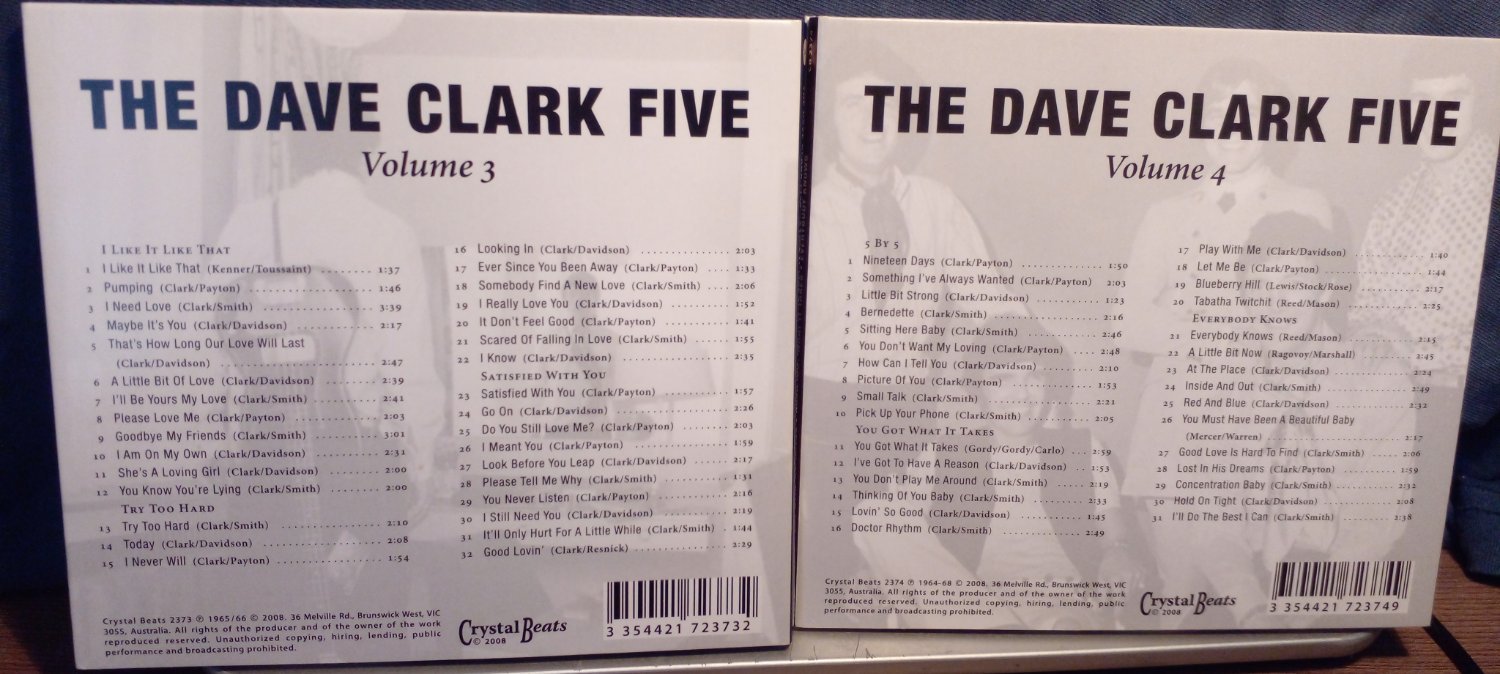 THE DAVE CLARK FIVE
Volume 3
I LIKE IT LIKE THAT
1 I Like It Like That (Kenner/Toussaint) ........ 1:37
2 Pumping (Clark/Payton) .................. 1:46
3 I Need Love (Clark/Smith) ................ 3:39
4 Maybe It's You (Clark/Davidson) ........... 2:17
5 That's How Long Our Love Will Last
(Clark/Davidson) ........................ 2:47
6 A Little Bit Of Love (Clark/Davidson) ....... 2:39
7 I'll Be Yours My Love (Clark/Smith) ......... 2:41
8 Please Love Me (Clark/Payton) ............ 2:03
9 Goodbye My Friends (Clark/Smith) ......... 3:01
10 I Am On My Own (Clark/Davidson) ........ 2:31
11 She's A Loving Girl (Clark/Davidson) ....... 2:00
12 You Know You're Lying (Clark/Smith) ........ 2:00
TRY TOO HARD
13 Try Too Hard (Clark/Smith) ............... 2:10
14 Today (Clark/Davidson) .................. 2:08
15 I Never Will (Clark/Payton) ................ 1:54
16 Looking In (Clark/Davidson) .............. 2:03
17 Ever Since You Been Away (Clark/Payton) .... 1:33
18 Somebody Find A New Love (Clark/Smith) ... 2:06
19 I Really Love You (Clark/Davidson) ......... 1:52
20 It Don't Feel Good (Clark/Payton) .......... 1:41
21 Scared Of Falling In Love (Clark/Smith) ..... 1:55
22 I Know (Clark/Davidson) ................. 2:35
SATISFIED WITH YOU
23 Satisfied With You (Clark/Payton) .......... 1:57
24 Go On (Clark/Davidson) ................. 2:26
25 Do You Still Love Me? (Clark/Payton) ....... 2:03
26 I Meant You (Clark/Payton) ............... 1:59
27 Look Before You Leap (Clark/Davidson) ..... 2:17
28 Please Tell Me Why (Clark/Smith) .......... 1:31
29 You Never Listen (Clark/Payton) ........... 2:16
30 I Still Need You (Clark/Davidson) .......... 2:19
31 It'll Only Hurt For A Little While (Clark/Smith) . 1:44
32 Good Lovin' (Clark/Resnick) ............... 2:29
Crystal Beats 2373 ℗ 1965/66 © 2008. 36 Melville Rd., Brunswick West, VIC
3055, Australia. All rights of the producer and of the owner of the work
reproduced reserved. Unauthorized copying, hiring, lending, public
performance and broadcasting prohibited.
Crystal Beats
© 2008
3 354421 723732
THE DAVE CLARK FIVE
Volume 4
5 BY 5
1 Nineteen Days (Clark/Payton) ............. 1:50
2 Something I've Always Wanted (Clark/Payton) 2:03
3 Little Bit Strong (Clark/Davidson) .......... 1:23
4 Bernedette (Clark/Smith) ................ 2:16
5 Sitting Here Baby (Clark/Smith) ........... 2:46
6 You Don't Want My Loving (Clark/Payton) ... 2:48
7 How Can I Tell You (Clark/Davidson) ........ 2:10
8 Picture Of You (Clark/Payton) ............. 1:53
9 Small Talk (Clark/Smith) ................. 2:21
10 Pick Up Your Phone (Clark/Smith) .......... 2:05
YOU GOT WHAT IT TAKES
11 You Got What It Takes (Gordy/Gordy/Carlo) ... 2:59
12 I've Got To Have A Reason (Clark/Davidson) .. 1:53
13 You Don't Play Me Around (Clark/Smith) ..... 2:19
14 Thinking Of You Baby (Clark/Smith) ........ 2:33
15 Lovin' So Good (Clark/Davidson) ........... 1:45
16 Doctor Rhythm (Clark/Smith) ............. 2:49
17 Play With Me (Clark/Davidson) ............ 1:40
18 Let Me Be (Clark/Payton) ................ 1:44
19 Blueberry Hill (Lewis/Stock/Rose) .......... 2:17
20 Tabatha Twitchit (Reed/Mason) ............ 2:25
EVERYBODY KNOWS
21 Everybody Knows (Reed/Mason) ........... 2:15
22 A Little Bit Now (Ragovoy/Marshall) ........ 2:45
23 At The Place (Clark/Davidson) ............. 2:24
24 Inside And Out (Clark/Smith) .............. 2:49
25 Red And Blue (Clark/Davidson) ............ 2:32
26 You Must Have Been A Beautiful Baby
(Mercer/Warren) ........................ 2:17
27 Good Love Is Hard To Find (Clark/Smith) ..... 2:06
28 Lost In His Dreams (Clark/Payton) ......... 1:59
29 Concentration Baby (Clark/Smith) .......... 2:32
30 Hold On Tight (Clark/Davidson) ............ 2:08
31 I'll Do The Best I Can (Clark/Smith) ......... 2:38
Crystal Beats 2374 ℗ 1964-68 © 2008. 36 Melville Rd., Brunswick West, VIC
3055, Australia. All rights of the producer and of the owner of the work
reproduced reserved. Unauthorized copying, hiring, lending, public
performance and broadcasting prohibited.
Crystal Beats
© 2008
3 354421 723749